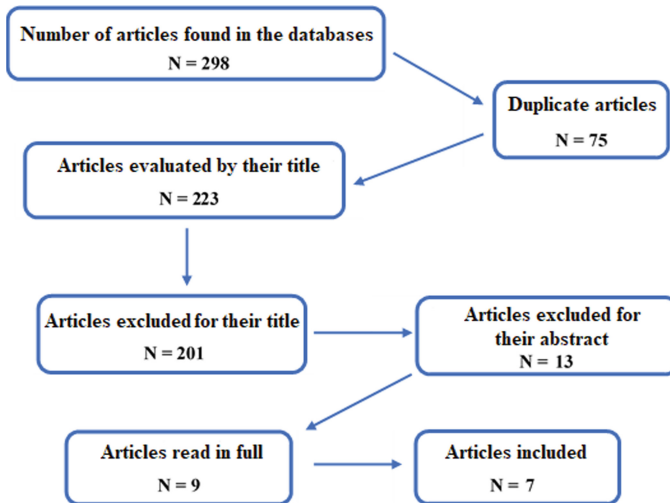 Number of articles found in the databases
N = 298
Duplicate articles
N = 75
Articles evaluated by their title
N = 223
Articles excluded for their title
N = 201
Articles excluded for
their abstract
N = 13
Articles read in full
N = 9
Articles included
N = 7